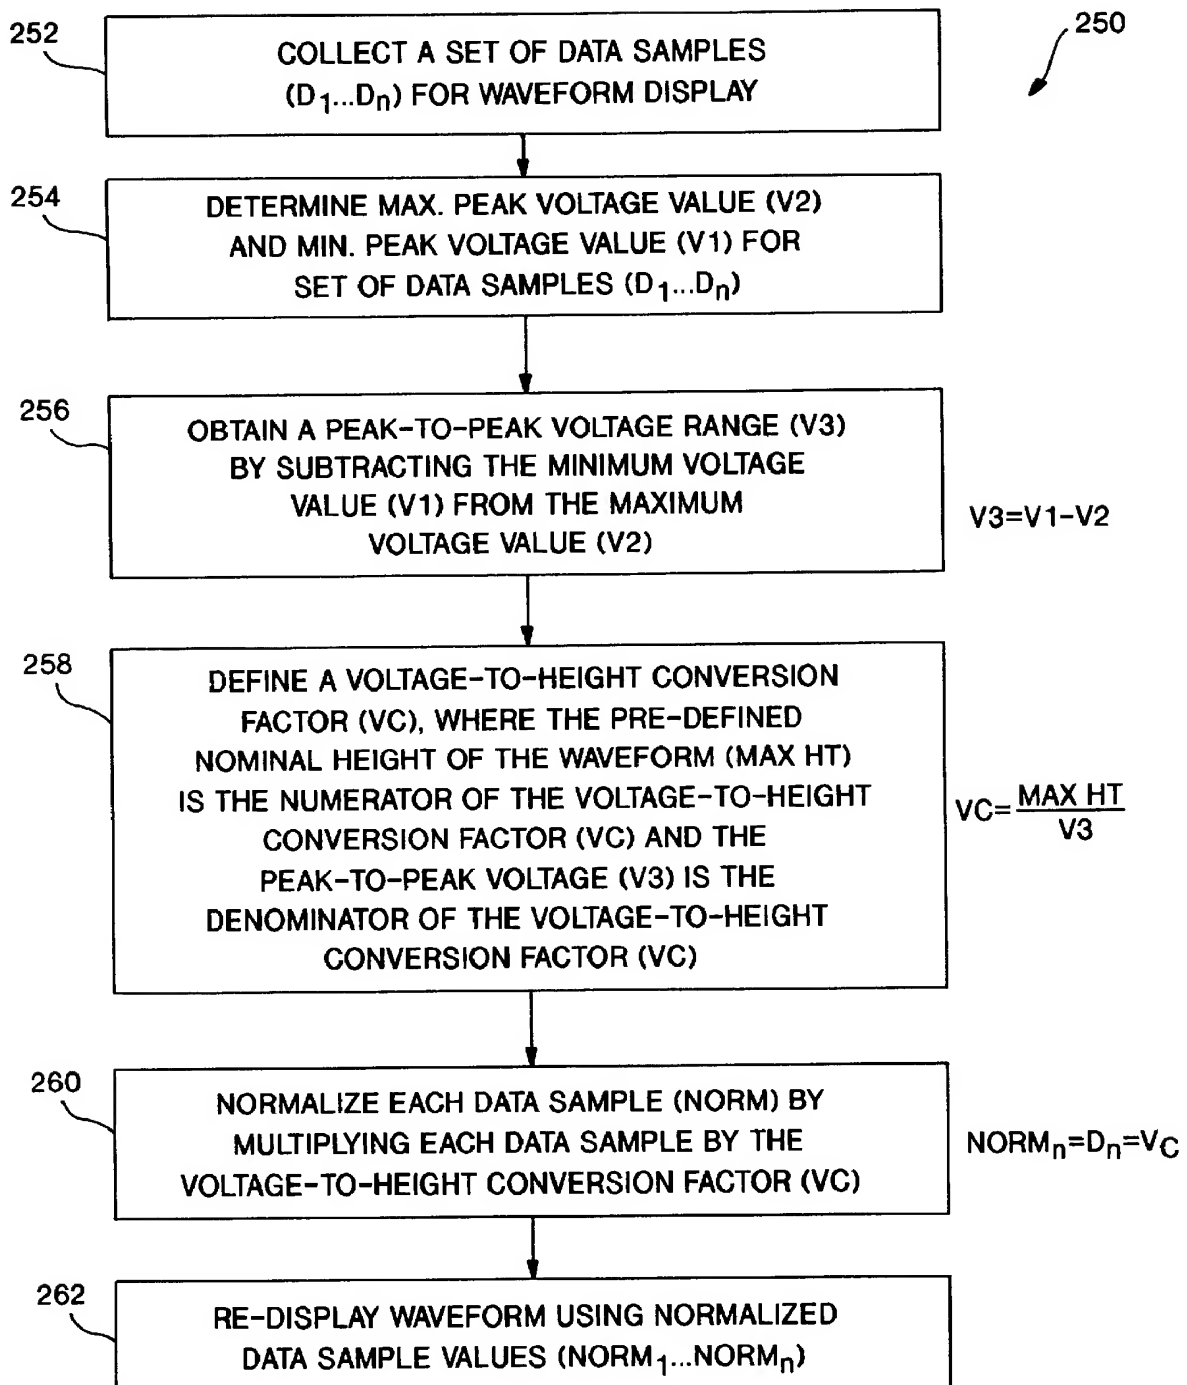 250
252
COLLECT A SET OF DATA SAMPLES
(D1...Dn) FOR WAVEFORM DISPLAY
254
DETERMINE MAX. PEAK VOLTAGE VALUE (V2)
AND MIN. PEAK VOLTAGE VALUE (V1) FOR
SET OF DATA SAMPLES (D1...Dn)
256
OBTAIN A PEAK-TO-PEAK VOLTAGE RANGE (V3)
BY SUBTRACTING THE MINIMUM VOLTAGE
VALUE (V1) FROM THE MAXIMUM
VOLTAGE VALUE (V2)
V3=V1-V2
258
DEFINE A VOLTAGE-TO-HEIGHT CONVERSION
FACTOR (VC), WHERE THE PRE-DEFINED
NOMINAL HEIGHT OF THE WAVEFORM (MAX HT)
IS THE NUMERATOR OF THE VOLTAGE-TO-HEIGHT
CONVERSION FACTOR (VC) AND THE
PEAK-TO-PEAK VOLTAGE (V3) IS THE
DENOMINATOR OF THE VOLTAGE-TO-HEIGHT
CONVERSION FACTOR (VC)
VC= MAX HT
V3
260
NORMALIZE EACH DATA SAMPLE (NORM) BY
MULTIPLYING EACH DATA SAMPLE BY THE
VOLTAGE-TO-HEIGHT CONVERSION FACTOR (VC)
NORMn=Dn=VC
262
RE-DISPLAY WAVEFORM USING NORMALIZED
DATA SAMPLE VALUES (NORM1...NORMn)